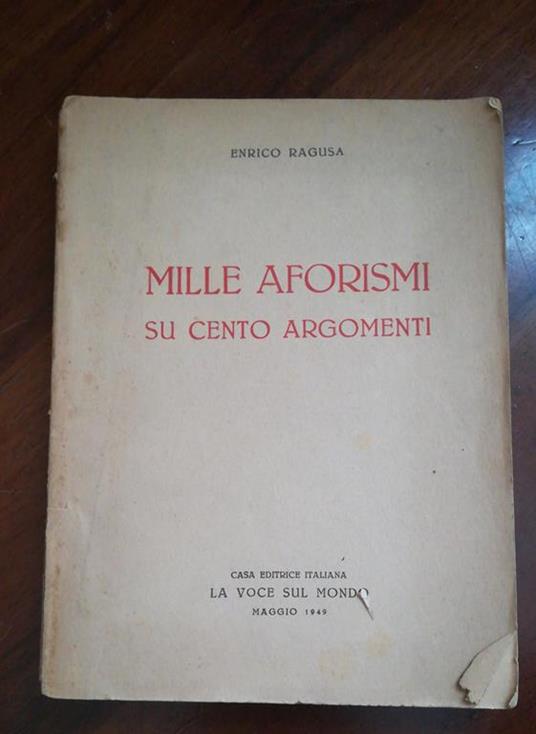 ENRICO RAGUSA
MILLE AFORISMI
SU CENTO ARGOMENTI
CASA EDITRICE ITALIANA
LA VOCE SUL MONDO
MAGGIO 1949